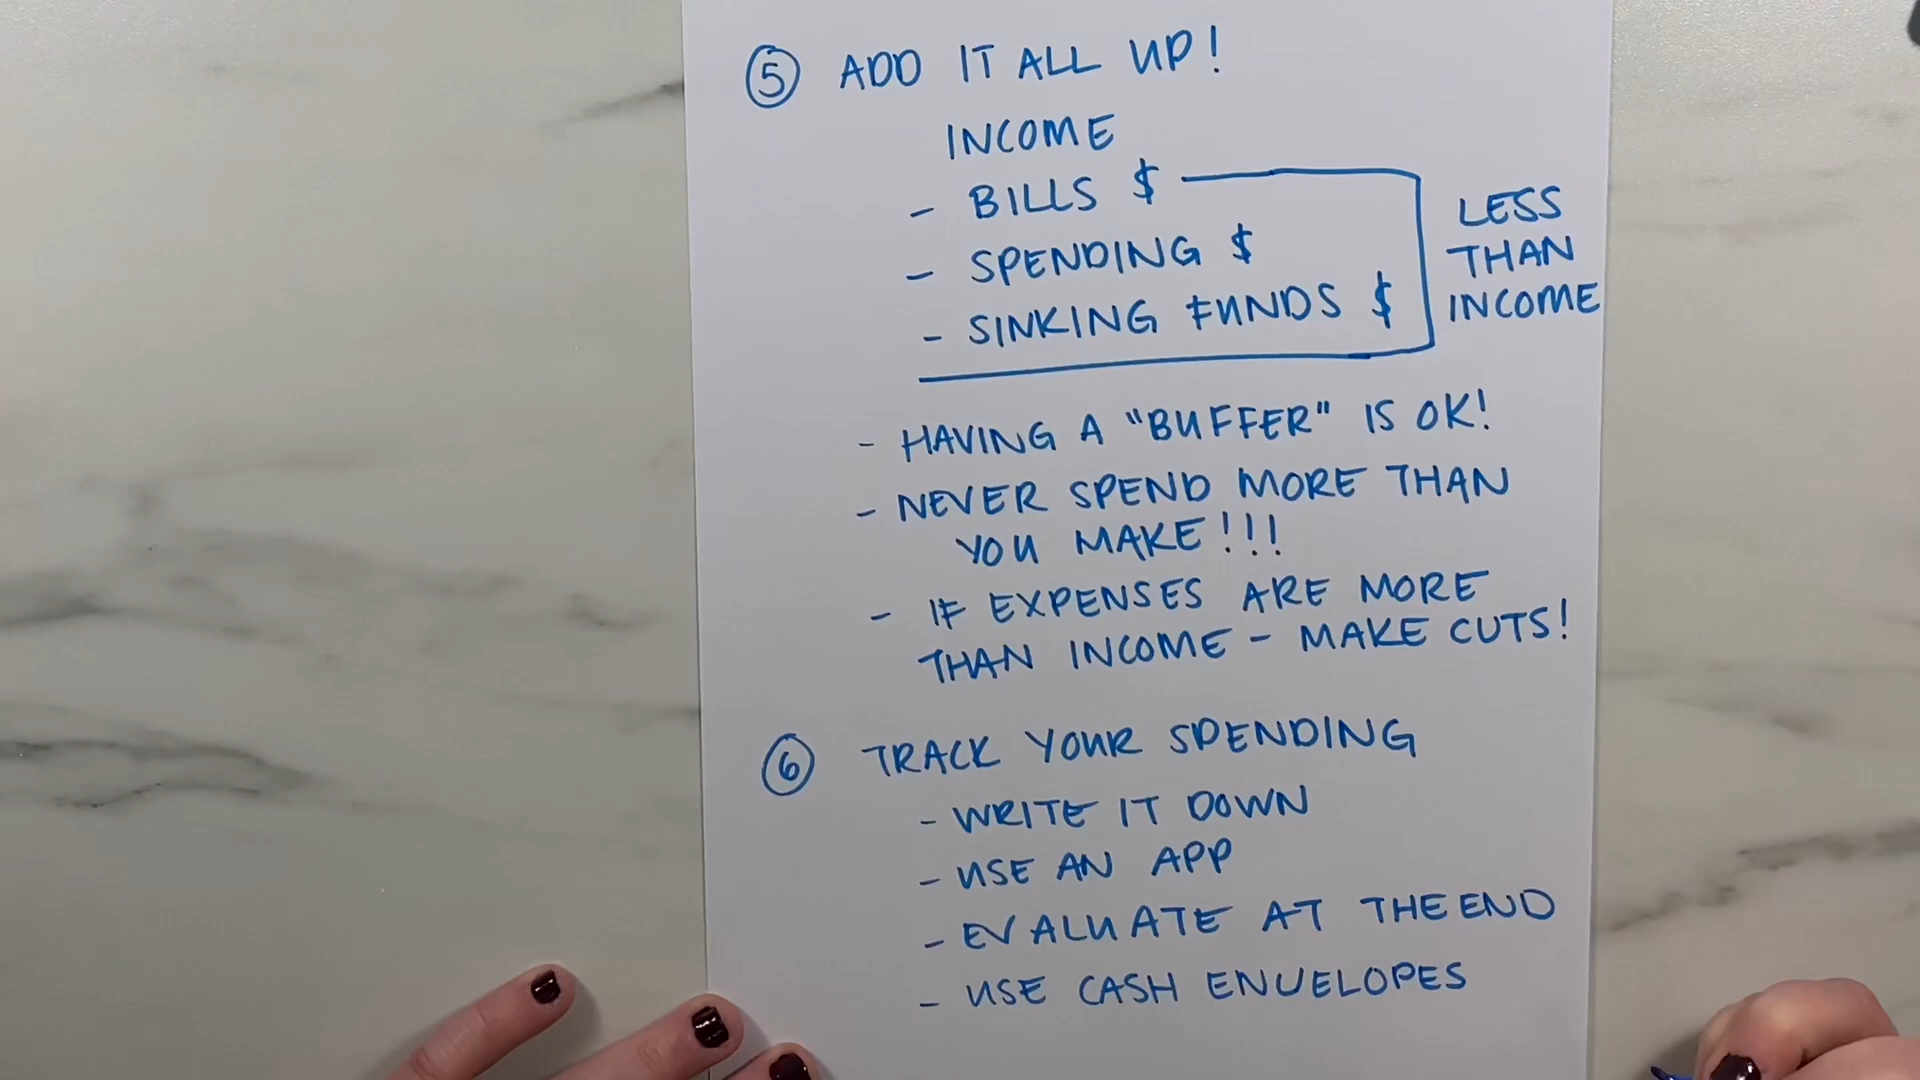 5 ADD IT ALL UP!
INCOME
- BILLS $
- SPENDING $
- SINKING FUNDS $
LESS
THAN
INCOME
- HAVING A "BUFFER" IS OK!
- NEVER SPEND MORE THAN
YOU MAKE!!!
- IF EXPENSES ARE MORE
THAN INCOME - MAKE CUTS!
6 TRACK YOUR SPENDING
- WRITE IT DOWN
- USE AN APP
- EVALUATE AT THE END
- USE CASH ENVELOPES